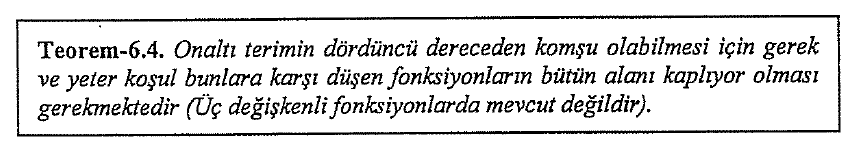 Teorem-6.4. Onaltı terimin dördüncü dereceden komşu olabilmesi için gerek
ve yeter koşul bunlara karşı düşen fonksiyonların bütün alanı kaplıyor olması
gerekmektedir (Üç değişkenli fonksiyonlarda mevcut değildir).